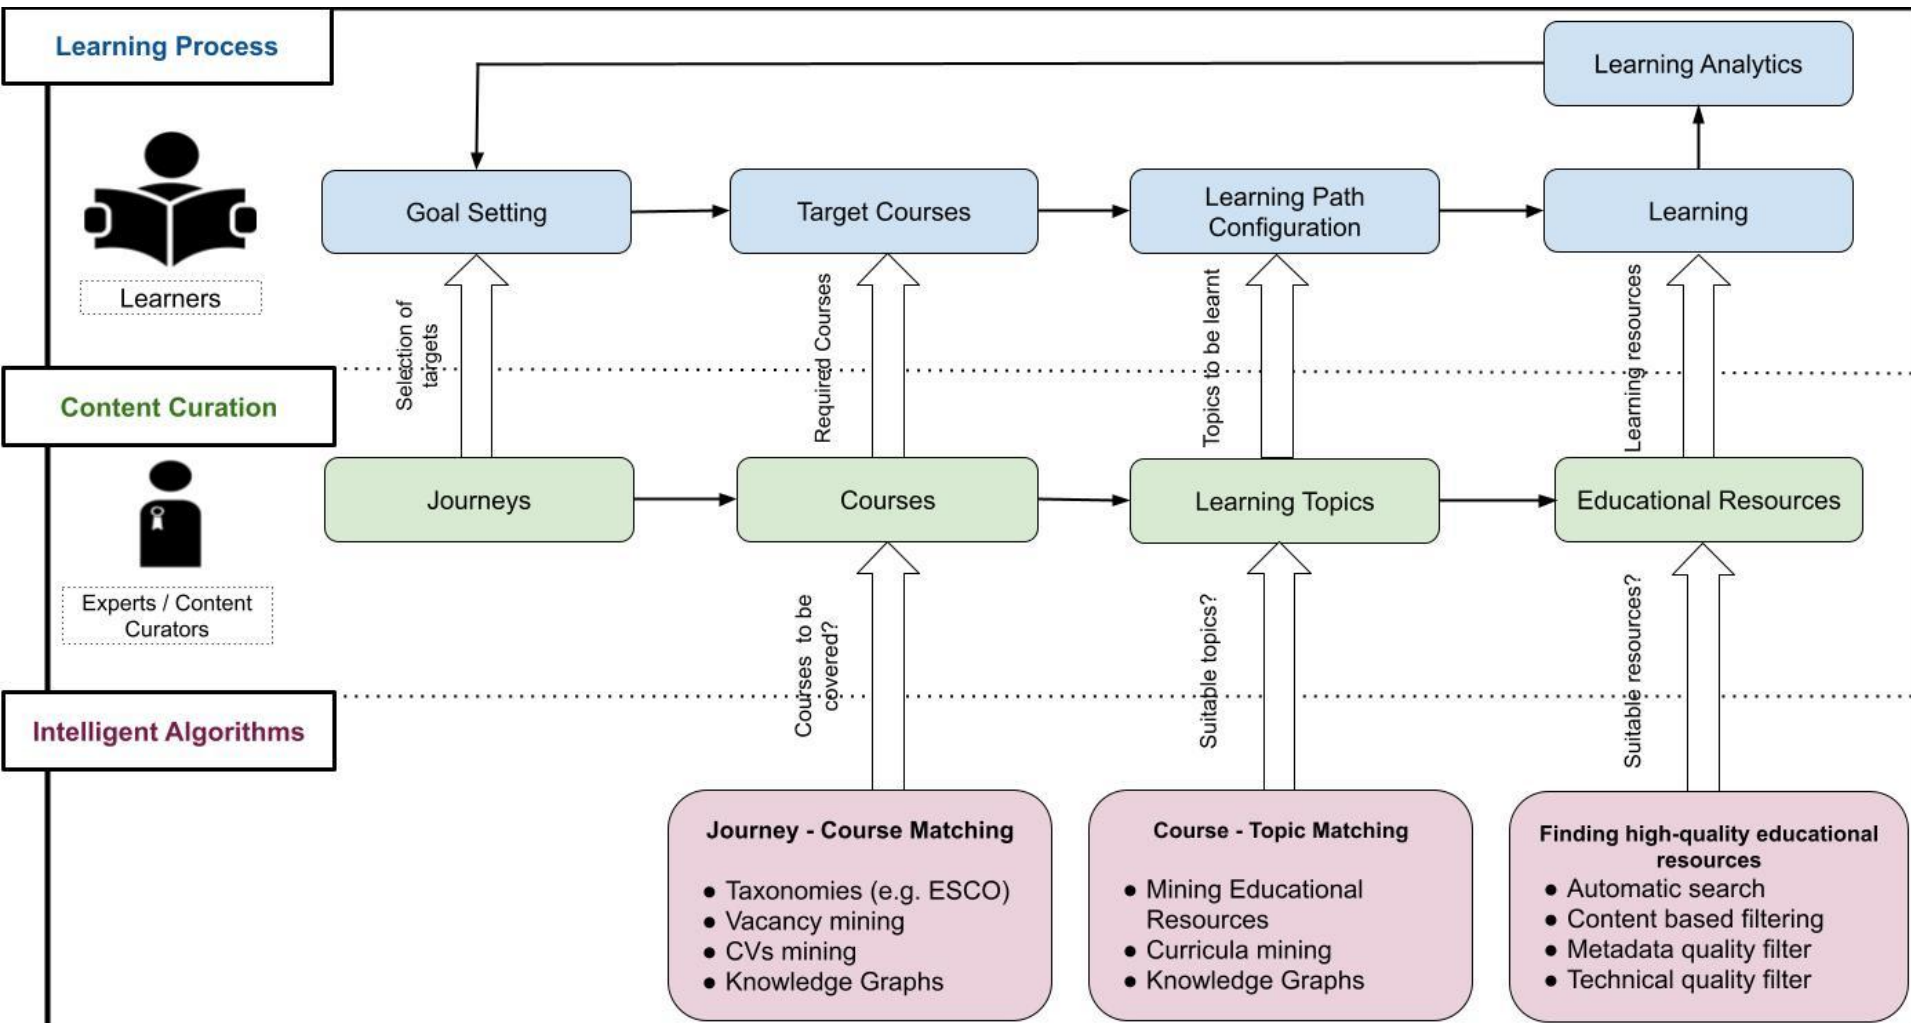 Learning Process
Learning Analytics
Goal Setting
Target Courses
Learning Path
Configuration
Learning
Learners
Selection of
targets
Required Courses
Topics to be learnt
Learning resources
Content Curation
Journeys
Courses
Learning Topics
Educational Resources
Experts / Content
Curators
Courses to be
covered?
Suitable topics?
Suitable resources?
Intelligent Algorithms
Journey - Course Matching
● Taxonomies (e.g. ESCO)
● Vacancy mining
● CVs mining
● Knowledge Graphs
Course - Topic Matching
● Mining Educational
Resources
● Curricula mining
● Knowledge Graphs
Finding high-quality educational
resources
● Automatic search
● Content based filtering
● Metadata quality filter
● Technical quality filter